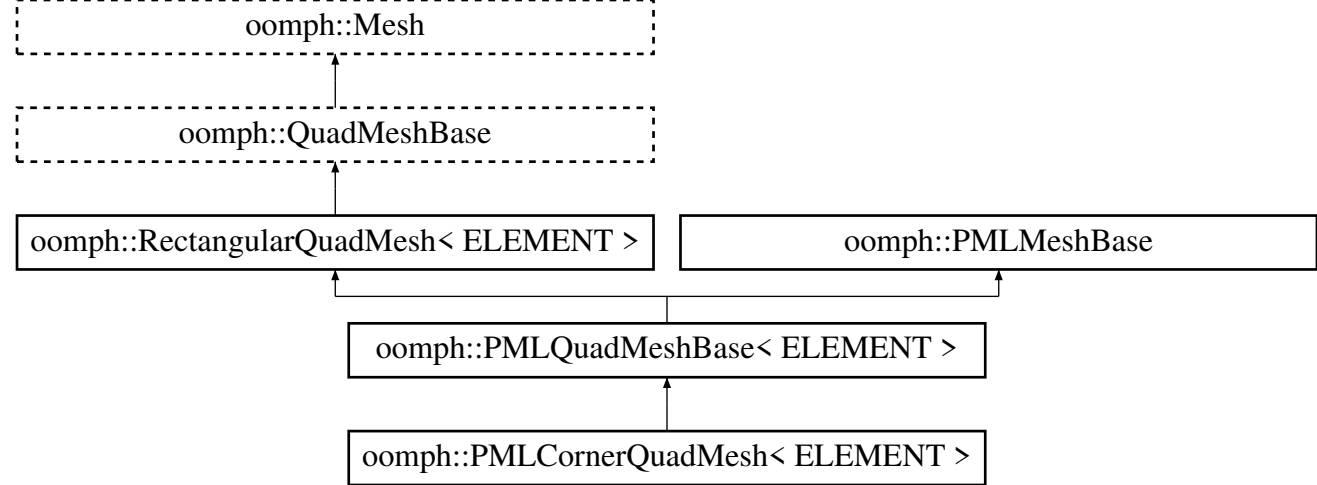 oomph::Mesh
oomph::QuadMeshBase
oomph::RectangularQuadMesh< ELEMENT >
oomph::PMLMeshBase
oomph::PMLQuadMeshBase< ELEMENT >
oomph::PMLCornerQuadMesh< ELEMENT >